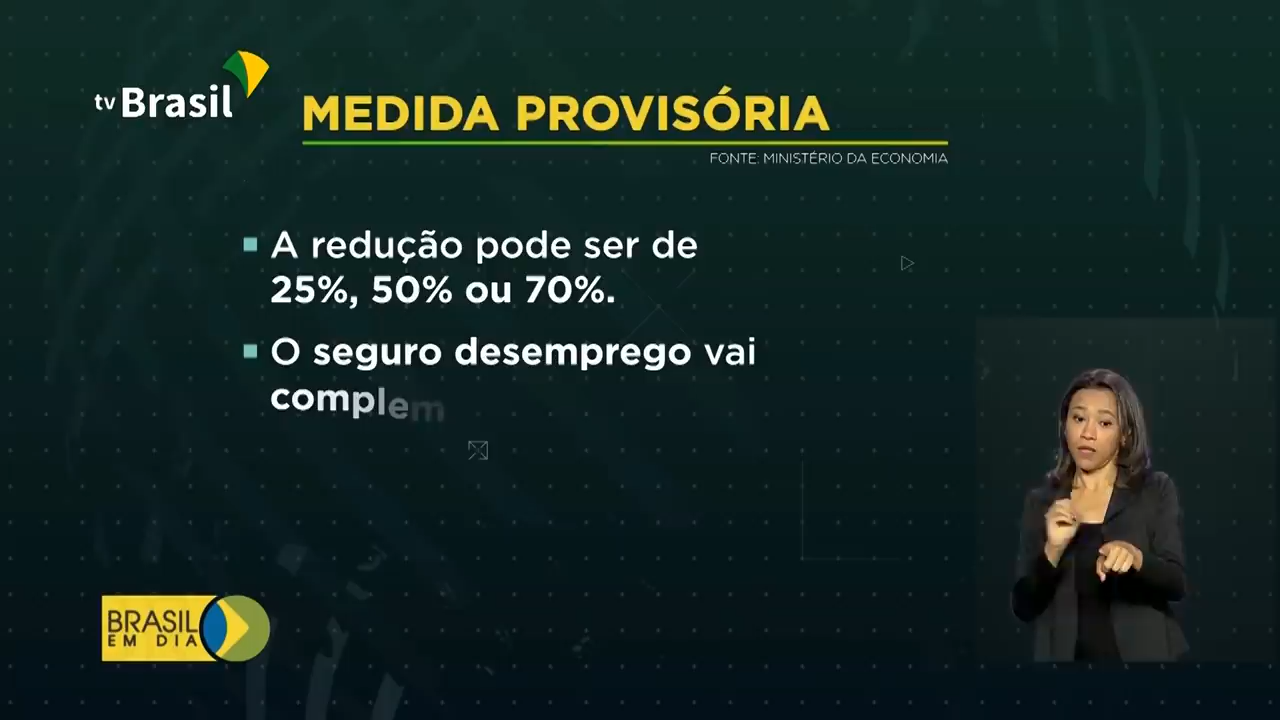 tv Brasil
MEDIDA PROVISÓRIA
FONTE: MINISTÉRIO DA ECONOMIA
A redução pode ser de
25%, 50% ou 70%.
O seguro desemprego vai
complem
BRASIL
EM DIA